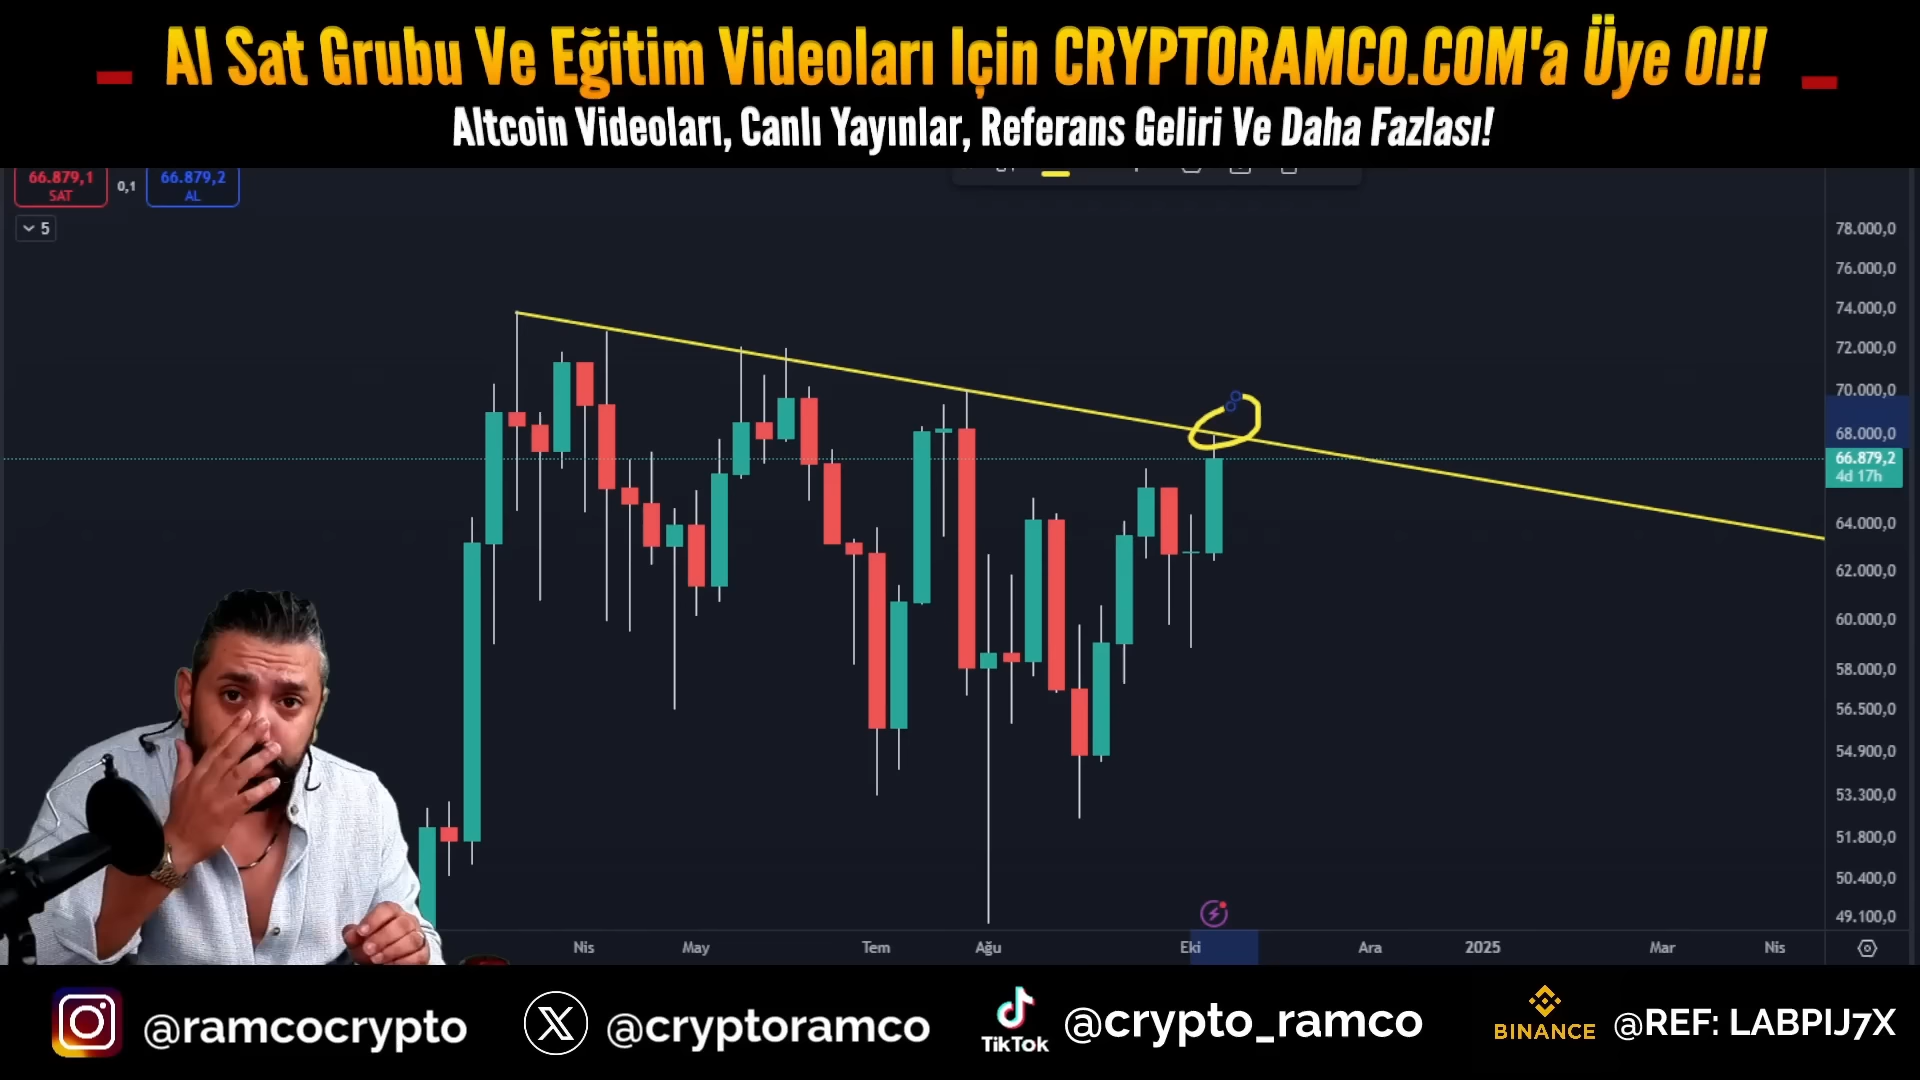 Al Sat Grubu Ve Eğitim Videoları Için CRYPTORAMCO.COM'a Üye Ol!!
Altcoin Videoları, Canlı Yayınlar, Referans Geliri Ve Daha Fazlası!
66.879,1
SAT
0,1
66.879,2
AL
5
78.000,0
76.000,0
74.000,0
72.000,0
70.000,0
68.000,0
66.879,2
4d 17h
64.000,0
62.000,0
60.000,0
58.000,0
56.500,0
54.900,0
53.300,0
51.800,0
50.400,0
49.100,0
Nis May Tem Ağu Eki Ara 2025 Mar Nis
@ramcocrypto
@cryptoramco
TikTok
@crypto_ramco
BINANCE
@REF: LABPIJ7X